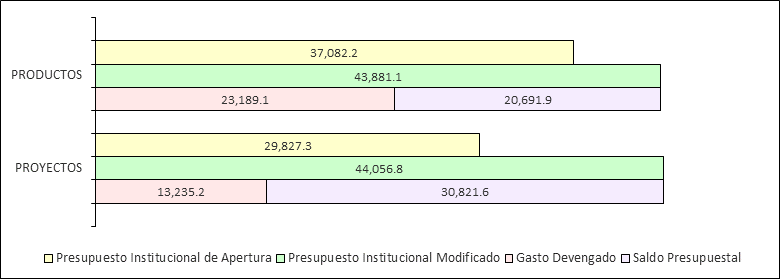 37,082.2
PRODUCTOS
43,881.1
23,189.1 20,691.9
29,827.3
PROYECTOS
44,056.8
13,235.2 30,821.6
Presupuesto Institucional de Apertura Presupuesto Institucional Modificado Gasto Devengado Saldo Presupuestal